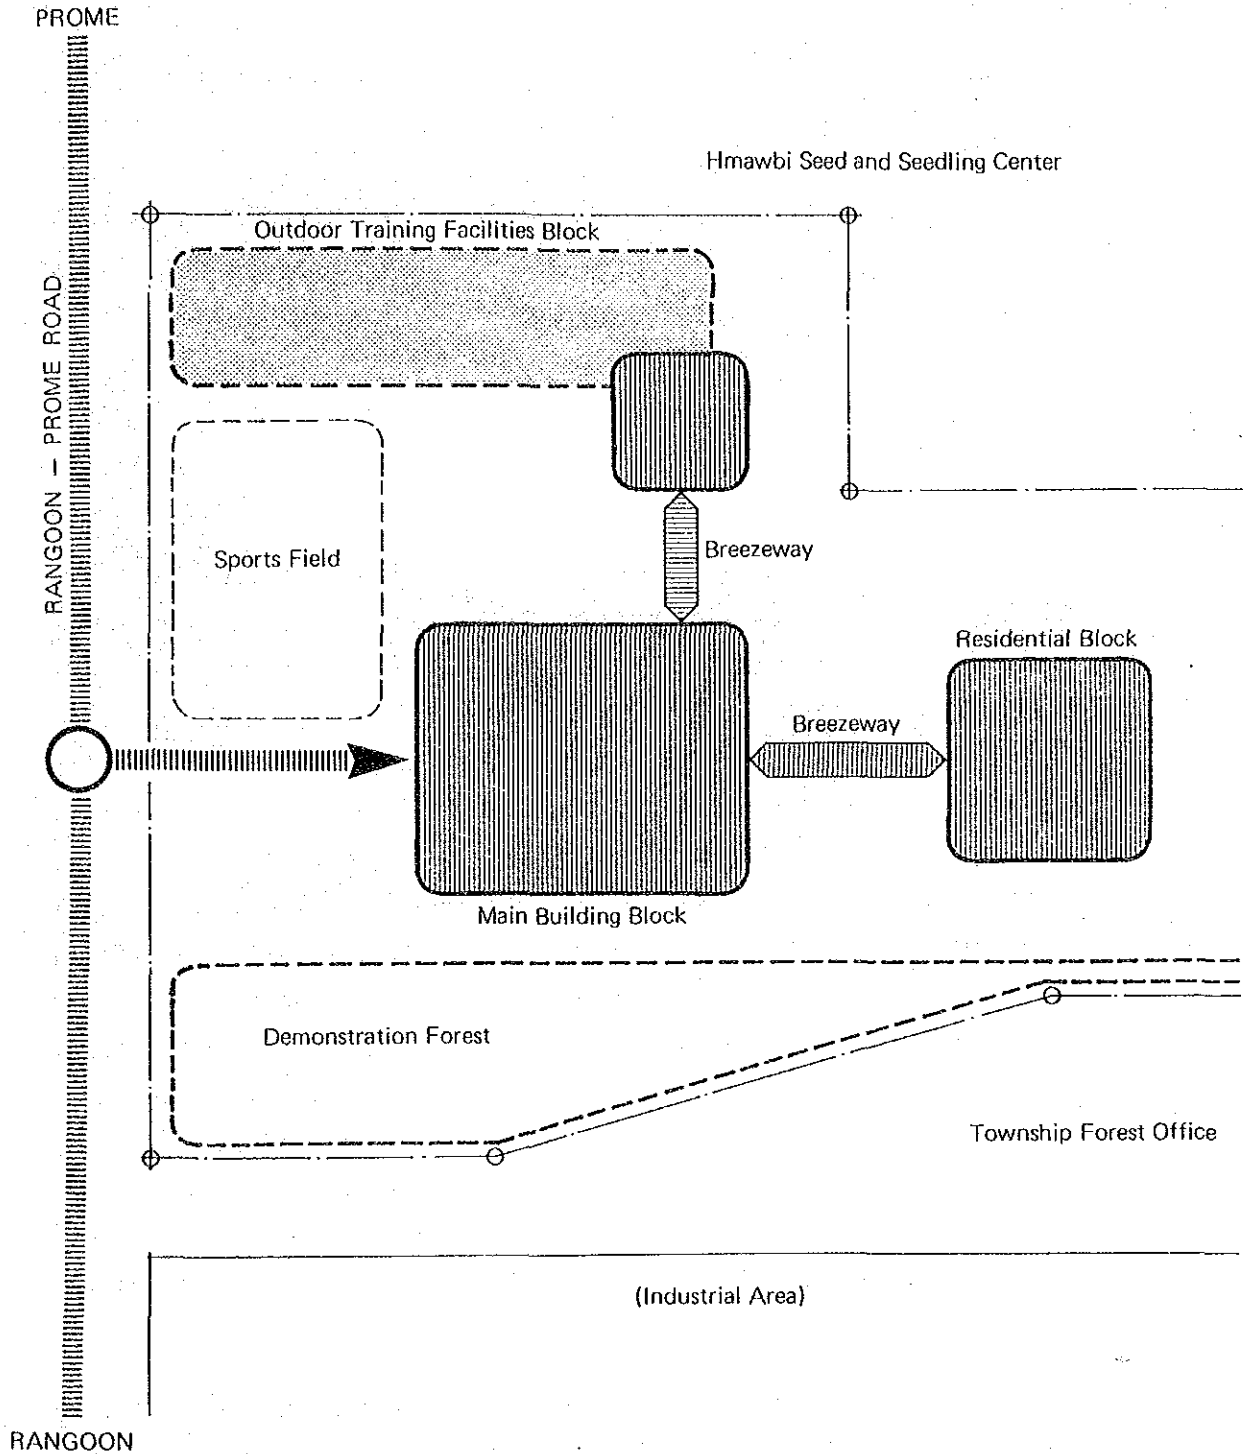 PROME
Hmawbi Seed and Seedling Center
Outdoor Training Facilities Block
RANGOON — PROME ROAD
Sports Field
Breezeway
Residential Block
Breezeway
Main Building Block
Demonstration Forest
Township Forest Office
(Industrial Area)
RANGOON